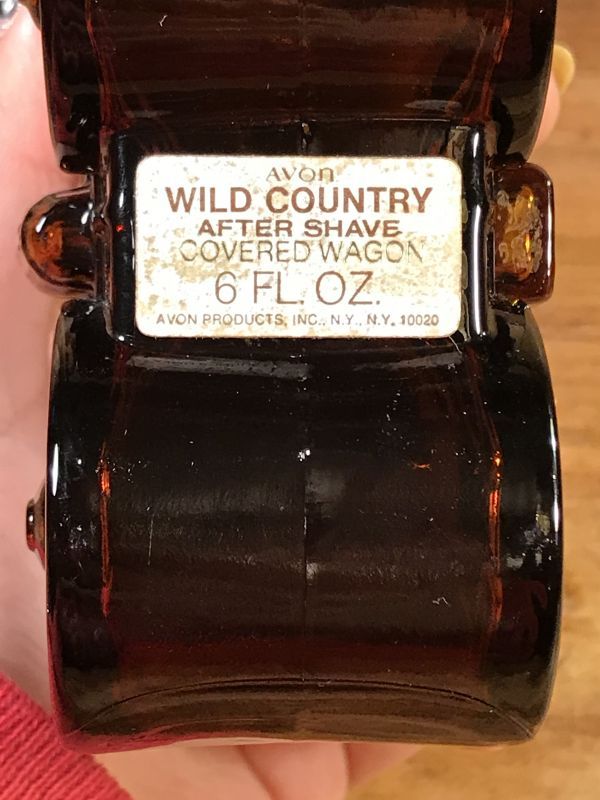 AVON
WILD COUNTRY
AFTER SHAVE
COVERED WAGON
6 FL. OZ.
AVON PRODUCTS, INC., N.Y., N.Y. 10020